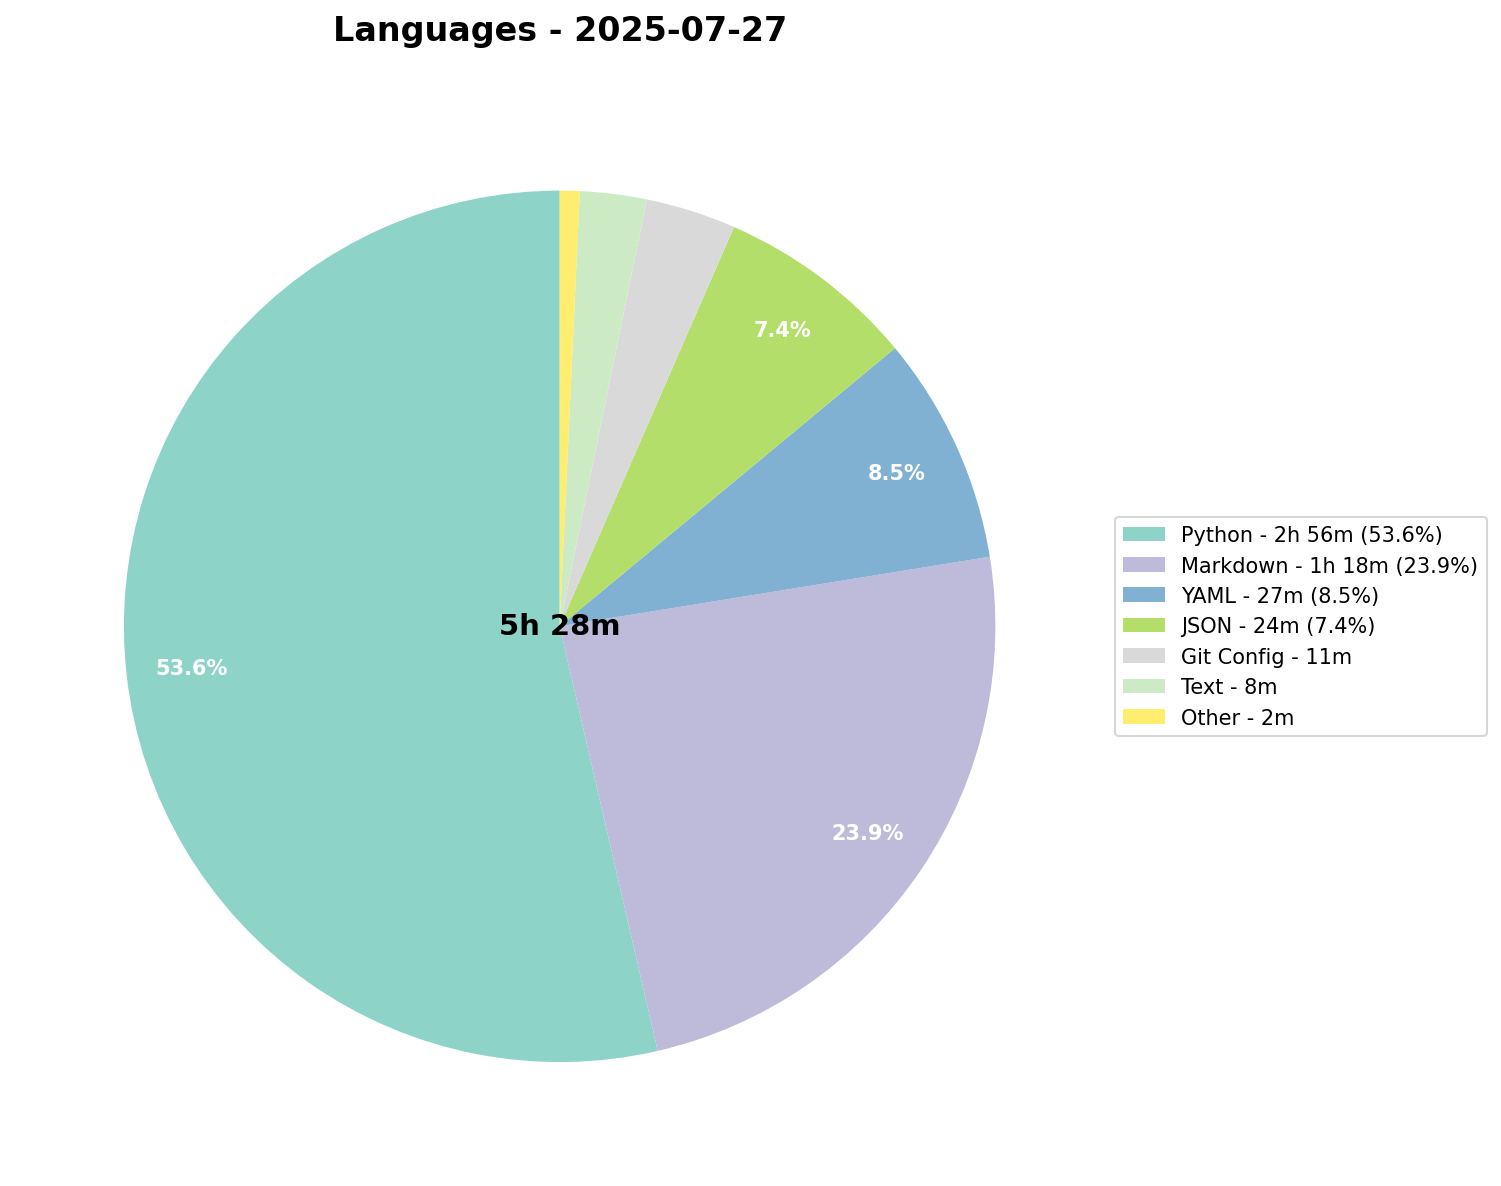 Languages - 2025-07-27
7.4%
8.5%
5h 28m
53.6%
23.9%
Python - 2h 56m (53.6%)
Markdown - 1h 18m (23.9%)
YAML - 27m (8.5%)
JSON - 24m (7.4%)
Git Config - 11m
Text - 8m
Other - 2m